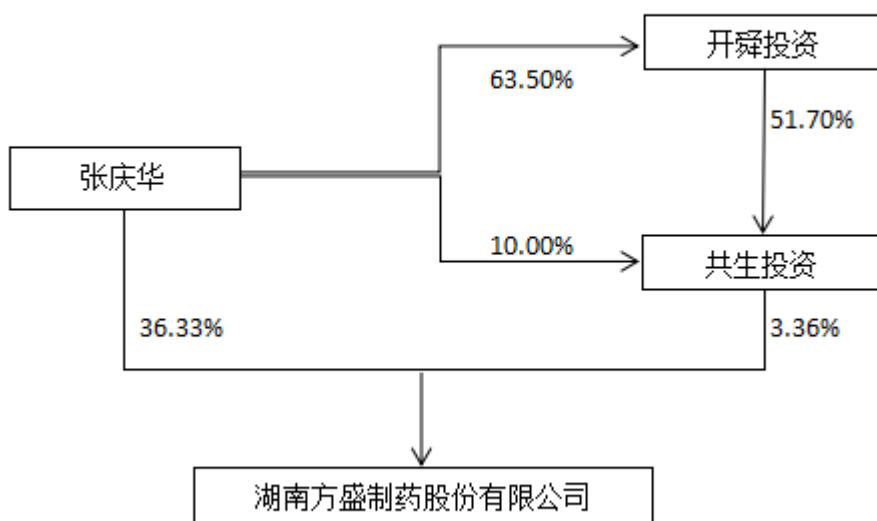 开舜投资
63.50%
51.70%
张庆华
10.00%
共生投资
36.33%
3.36%
湖南方盛制药股份有限公司